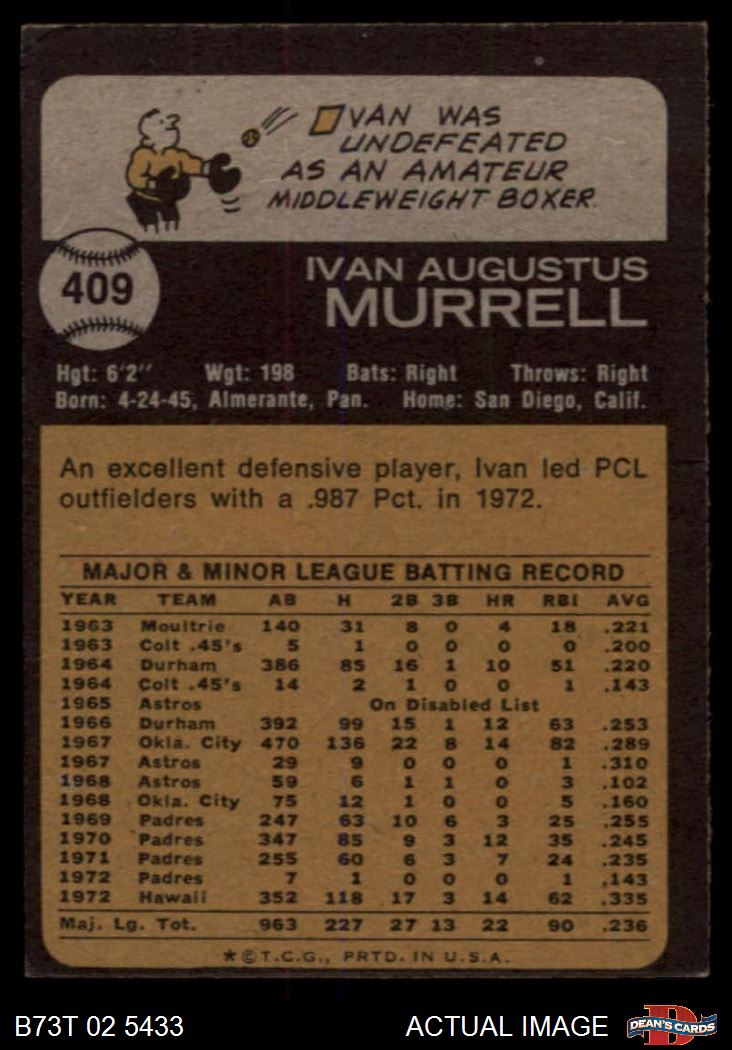 IVAN WAS
UNDEFEATED
AS AN AMATEUR
MIDDLEWEIGHT BOXER.
409
IVAN AUGUSTUS
MURRELL
Hgt: 6'2" Wgt: 198 Bats: Right Throws: Right
Born: 4-24-45, Almerante, Pan. Home: San Diego, Calif.
An excellent defensive player, Ivan led PCL
outfielders with a .987 Pct. in 1972.
MAJOR & MINOR LEAGUE BATTING RECORD
YEAR TEAM AB H 2B 3B HR RBI AVG
1963 Moultrie 140 31 8 0 4 18 .221
1963 Colt .45's 5 1 0 0 0 0 .200
1964 Durham 386 85 16 1 10 51 .220
1964 Colt .45's 14 2 1 0 0 1 .143
1965 Astros On Disabled List
1966 Durham 392 99 15 1 12 63 .253
1967 Okla. City 470 136 22 8 14 82 .289
1967 Astros 29 9 0 0 0 1 .310
1968 Astros 59 6 1 1 0 3 .102
1968 Okla. City 75 12 1 0 0 5 .160
1969 Padres 247 63 10 6 3 25 .255
1970 Padres 347 85 9 3 12 35 .245
1971 Padres 255 60 6 3 7 24 .235
1972 Padres 7 1 0 0 0 1 .143
1972 Hawaii 352 118 17 3 14 62 .335
Maj. Lg. Tot. 963 227 27 13 22 90 .236
*©T.C.G., PRTD. IN U.S.A.
B73T 02 5433 ACTUAL IMAGE D DEAN'S CARDS